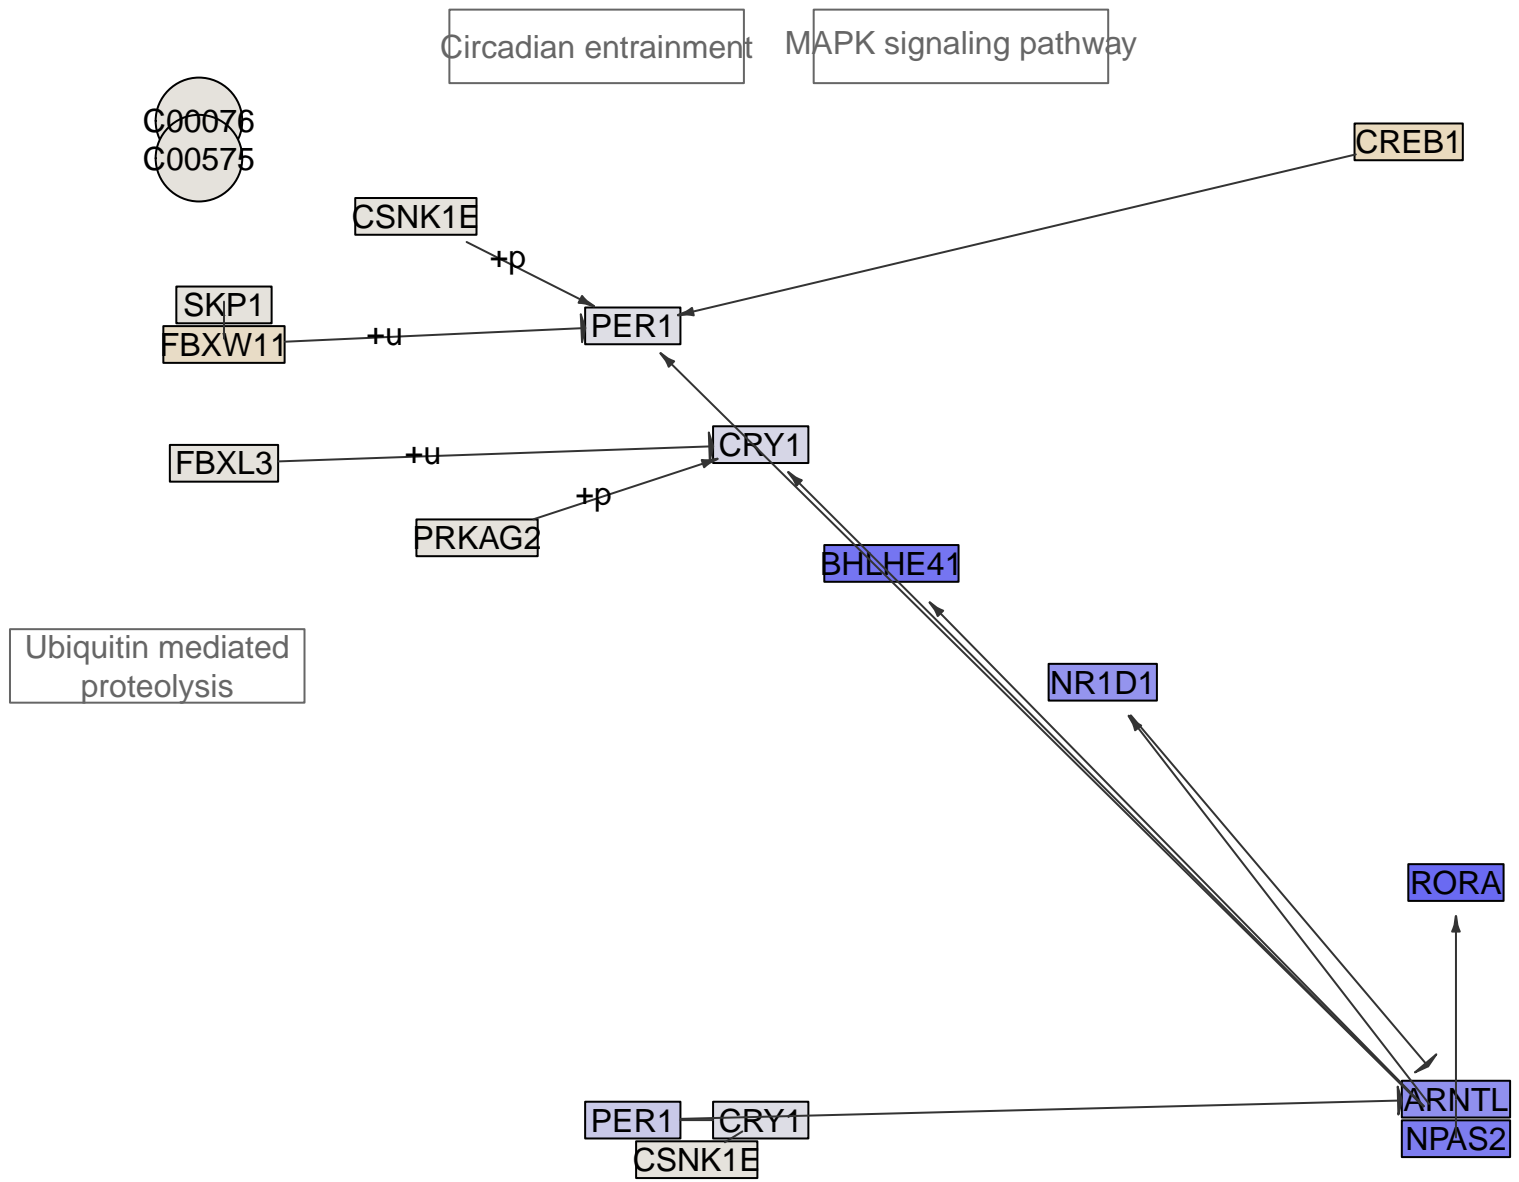 Circadian entrainment
MAPK signaling pathway
C00076
C00575
CREB1
CSNK1E
+p
SKP1
FBXW11
+u
PER1
FBXL3
+u
CRY1
+p
PRKAG2
BHLHE41
Ubiquitin mediated
proteolysis
NR1D1
RORA
ARNTL
NPAS2
PER1
CRY1
CSNK1E